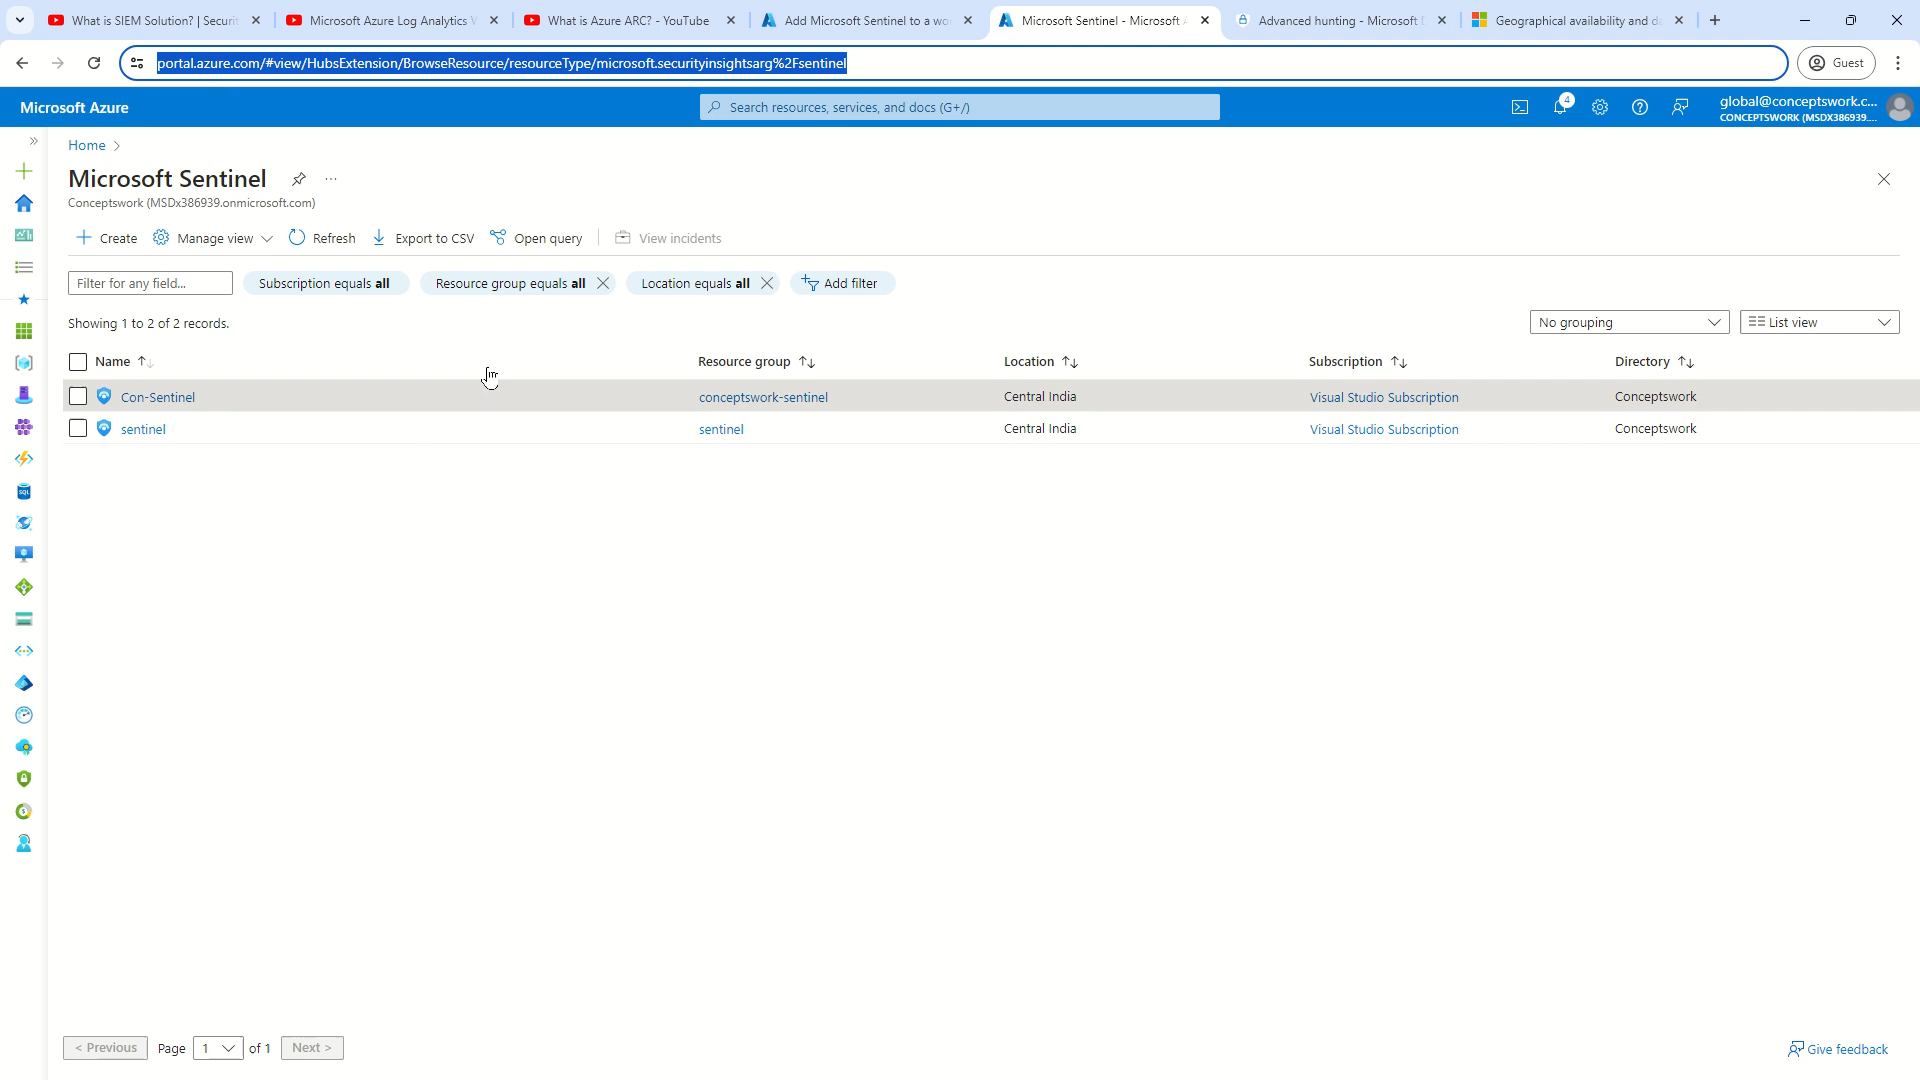 What is SIEM Solution? | Securi
Microsoft Azure Log Analytics
What is Azure ARC? - YouTube
Add Microsoft Sentinel to a wo
Microsoft Sentinel - Microsoft
Advanced hunting - Microsoft
Geographical availability and d
portal.azure.com/#view/HubsExtension/BrowseResource/resourceType/microsoft.securityinsightsarg%2Fsentinel
Guest
Microsoft Azure
Search resources, services, and docs (G+/)
4
global@conceptswork.c...
CONCEPTSWORK (MSDX386939....
Home
Microsoft Sentinel
Conceptswork (MSDx386939.onmicrosoft.com)
Create
Manage view
Refresh
Export to CSV
Open query
View incidents
Filter for any field...
Subscription equals all
Resource group equals all
Location equals all
Add filter
Showing 1 to 2 of 2 records.
No grouping
List view
Name
Resource group
Location
Subscription
Directory
Con-Sentinel
conceptswork-sentinel
Central India
Visual Studio Subscription
Conceptswork
sentinel
sentinel
Central India
Visual Studio Subscription
Conceptswork
SQL
< Previous
Page
1
of 1
Next >
Give feedback